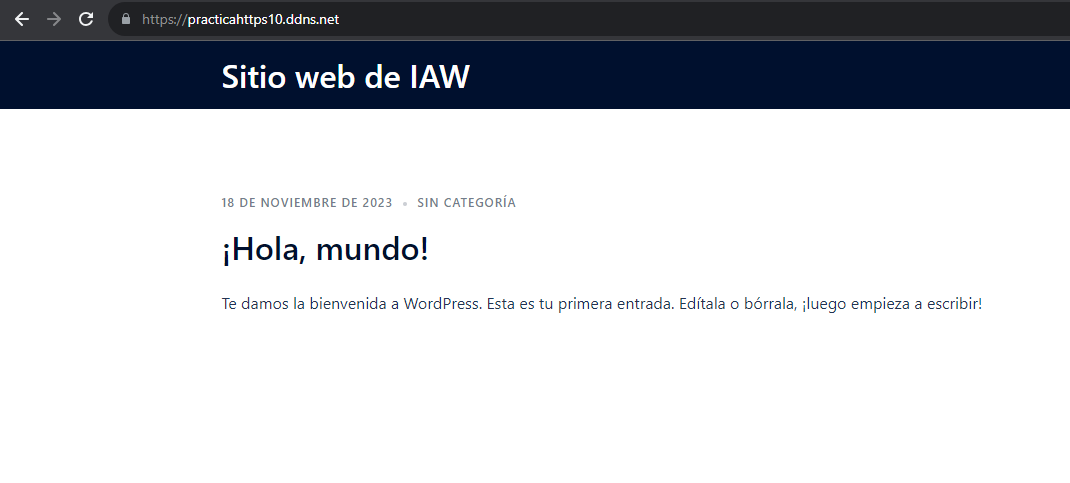 https://practicahttps10.ddns.net
Sitio web de IAW
18 DE NOVIEMBRE DE 2023 • SIN CATEGORÍA
¡Hola, mundo!
Te damos la bienvenida a WordPress. Esta es tu primera entrada. Edítala o bórrala, ¡luego empieza a escribir!